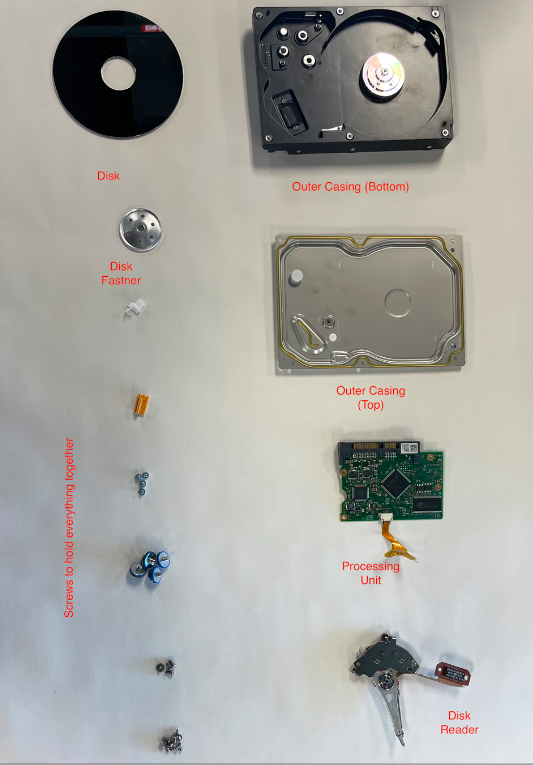 Disk
Outer Casing (Bottom)
Disk
Fastner
Outer Casing
(Top)
Screws to hold everything together
Processing
Unit
Disk
Reader